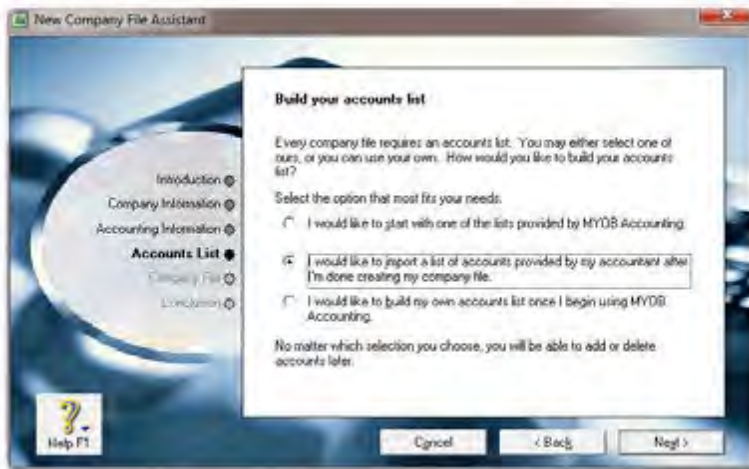 New Company File Assistant
Build your accounts list
Every company file requires an accounts list. You may either select one of
ours, or you can use your own. How would you like to build your accounts
list?
Select the option that most fits your needs.
I would like to start with one of the lists provided by MYOB Accounting.
I would like to import a list of accounts provided by my accountant after
I'm done creating my company file.
I would like to build my own accounts list once I begin using MYOB
Accounting.
No matter which selection you choose, you will be able to add or delete
accounts later.
Introduction
Company Information
Accounting Information
Accounts List
Company File
Conclusion
Help F1
Cancel
< Back
Next >